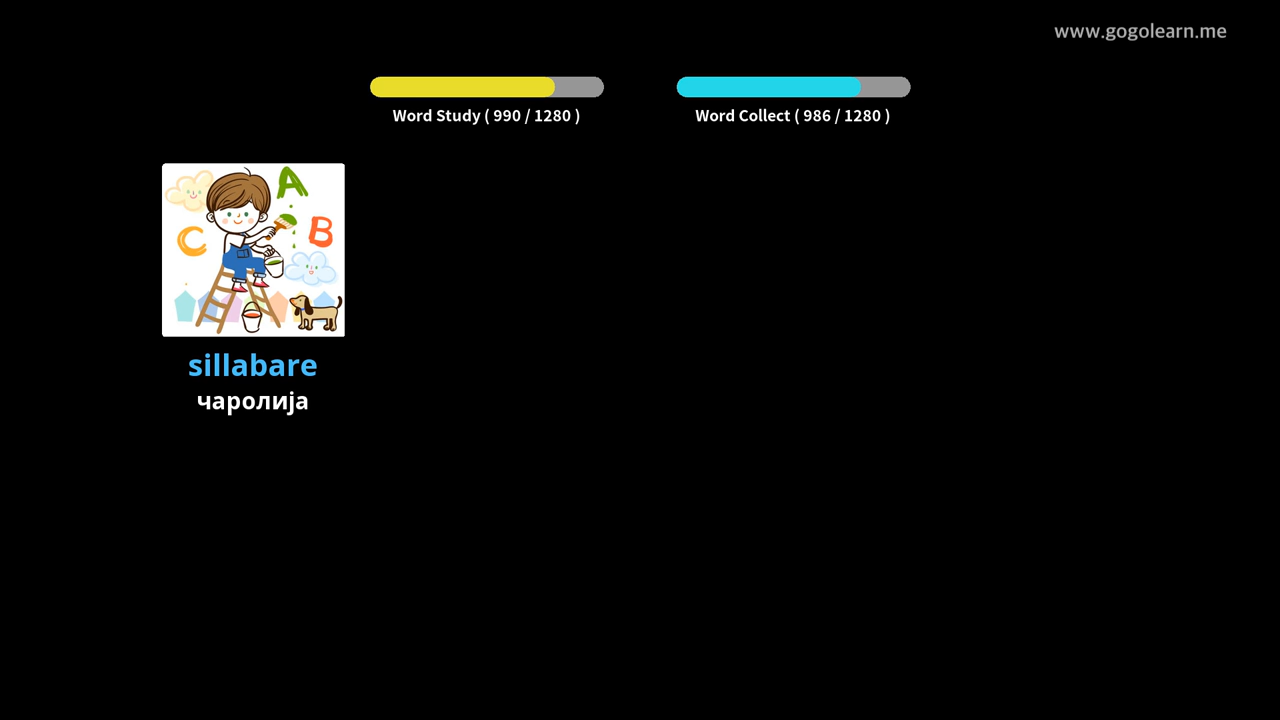 www.gogolearn.me
Word Study ( 990 / 1280 )
Word Collect ( 986 / 1280 )
A
B
C
sillabare
чаролија